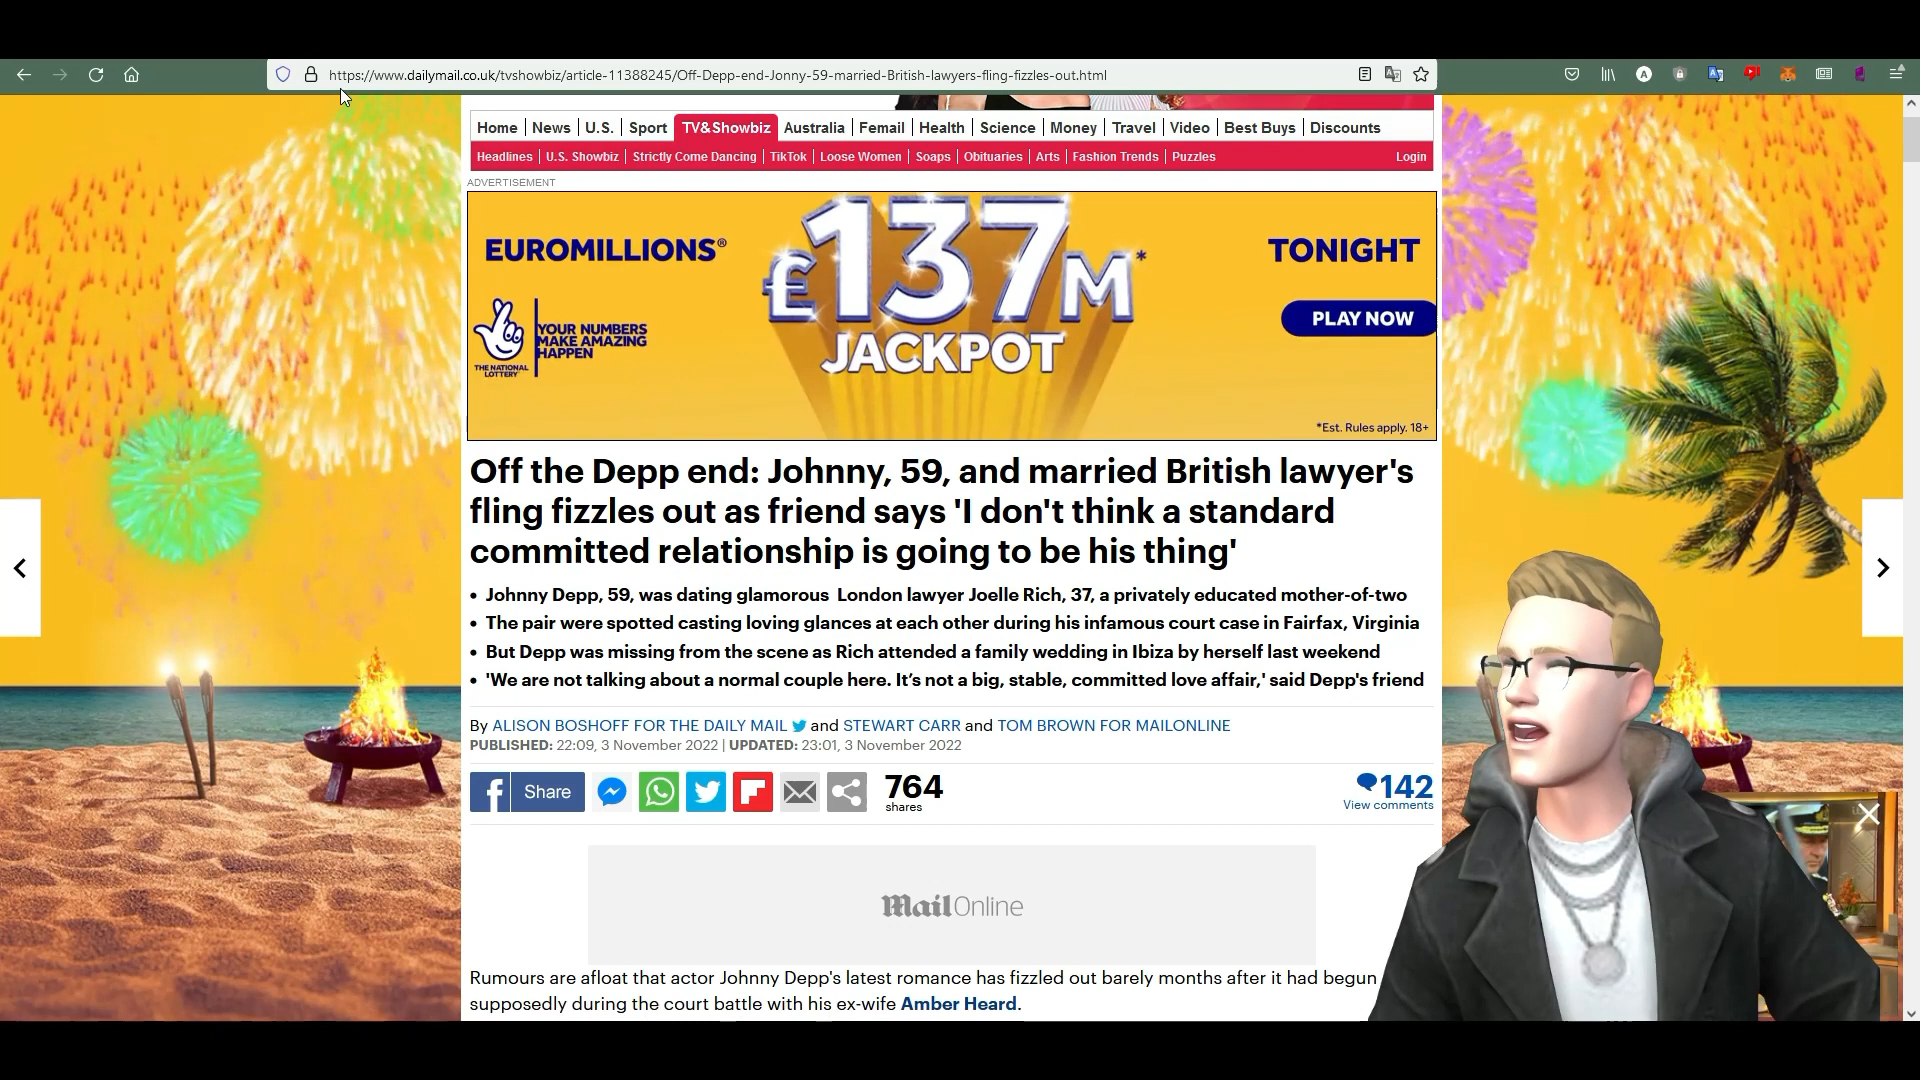 https://www.dailymail.co.uk/tvshowbiz/article-11388245/Off-Depp-end-Jonny-59-married-British-lawyers-fling-fizzles-out.html
Home News U.S. Sport TV&Showbiz Australia Femail Health Science Money Travel Video Best Buys Discounts
Headlines U.S. Showbiz Strictly Come Dancing TikTok Loose Women Soaps Obituaries Arts Fashion Trends Puzzles Login
ADVERTISEMENT
EUROMILLIONS®
£137M*
JACKPOT
TONIGHT
PLAY NOW
THE NATIONAL
LOTTERY
YOUR NUMBERS
MAKE AMAZING
HAPPEN
*Est. Rules apply. 18+
Off the Depp end: Johnny, 59, and married British lawyer's
fling fizzles out as friend says 'I don't think a standard
committed relationship is going to be his thing'
• Johnny Depp, 59, was dating glamorous London lawyer Joelle Rich, 37, a privately educated mother-of-two
• The pair were spotted casting loving glances at each other during his infamous court case in Fairfax, Virginia
• But Depp was missing from the scene as Rich attended a family wedding in Ibiza by herself last weekend
• 'We are not talking about a normal couple here. It's not a big, stable, committed love affair,' said Depp's friend
By ALISON BOSHOFF FOR THE DAILY MAIL and STEWART CARR and TOM BROWN FOR MAILONLINE
PUBLISHED: 22:09, 3 November 2022 | UPDATED: 23:01, 3 November 2022
f Share
764
shares
142
View comments
Mail Online
Rumours are afloat that actor Johnny Depp's latest romance has fizzled out barely months after it had begun
supposedly during the court battle with his ex-wife Amber Heard.